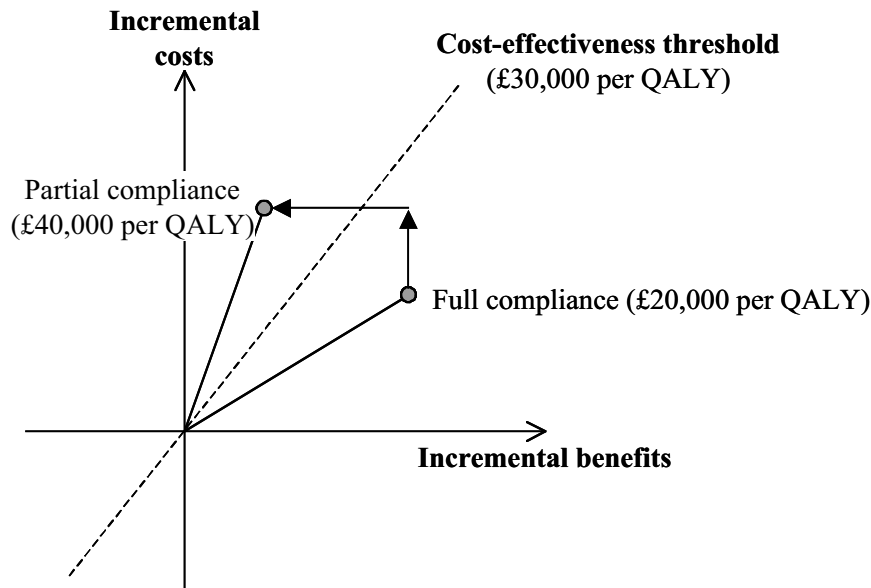 Incremental
costs
Cost-effectiveness threshold
(£30,000 per QALY)
Partial compliance
(£40,000 per QALY)
Full compliance (£20,000 per QALY)
Incremental benefits